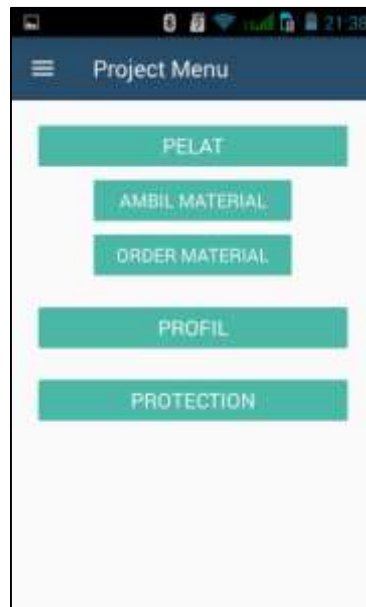 21:38
Project Menu
PELAT
AMBIL MATERIAL
ORDER MATERIAL
PROFIL
PROTECTION